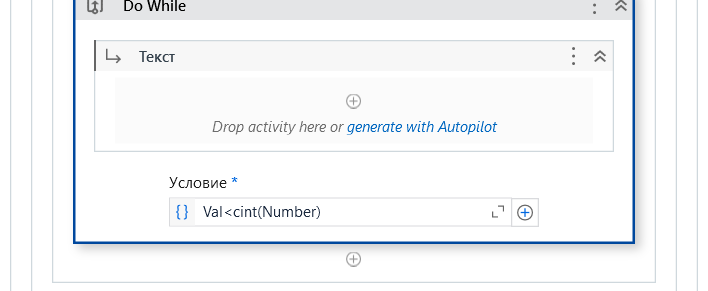 Do While
Текст
Drop activity here or generate with Autopilot
Условие *
{} Val<cint(Number)